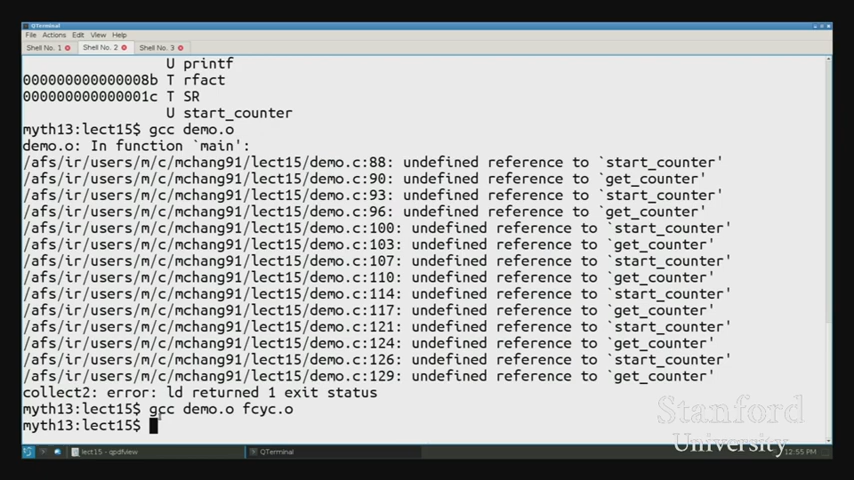 QTerminal
File Actions Edit View Help
Shell No. 1 Shell No. 2 Shell No. 3
U printf
000000000000008b T rfact
000000000000001c T SR
U start_counter
myth13:lect15$ gcc demo.o
demo.o: In function `main':
/afs/ir/users/m/c/mchang91/lect15/demo.c:88: undefined reference to `start_counter'
/afs/ir/users/m/c/mchang91/lect15/demo.c:90: undefined reference to `get_counter'
/afs/ir/users/m/c/mchang91/lect15/demo.c:93: undefined reference to `start_counter'
/afs/ir/users/m/c/mchang91/lect15/demo.c:96: undefined reference to `get_counter'
/afs/ir/users/m/c/mchang91/lect15/demo.c:100: undefined reference to `start_counter'
/afs/ir/users/m/c/mchang91/lect15/demo.c:103: undefined reference to `get_counter'
/afs/ir/users/m/c/mchang91/lect15/demo.c:107: undefined reference to `start_counter'
/afs/ir/users/m/c/mchang91/lect15/demo.c:110: undefined reference to `get_counter'
/afs/ir/users/m/c/mchang91/lect15/demo.c:114: undefined reference to `start_counter'
/afs/ir/users/m/c/mchang91/lect15/demo.c:117: undefined reference to `get_counter'
/afs/ir/users/m/c/mchang91/lect15/demo.c:121: undefined reference to `start_counter'
/afs/ir/users/m/c/mchang91/lect15/demo.c:124: undefined reference to `get_counter'
/afs/ir/users/m/c/mchang91/lect15/demo.c:126: undefined reference to `start_counter'
/afs/ir/users/m/c/mchang91/lect15/demo.c:129: undefined reference to `get_counter'
collect2: error: ld returned 1 exit status
myth13:lect15$ gcc demo.o fcyc.o
myth13:lect15$
Stanford
University
lect15 - qpdfview QTerminal 12:55 PM